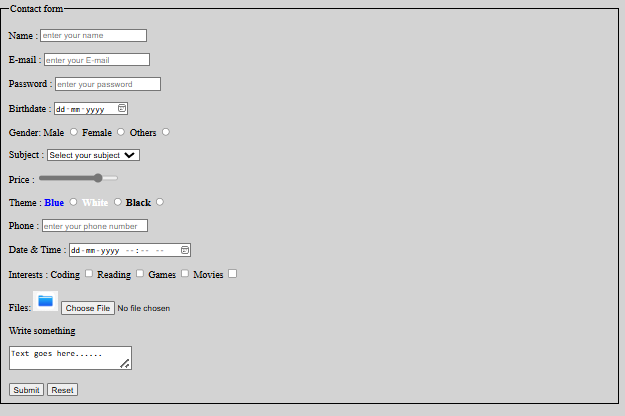 Contact form
Name : enter your name
E-mail : enter your E-mail
Password : enter your password
Birthdate : dd-mm-yyyy
Gender: Male Female Others
Subject : Select your subject
Price :
Theme : Blue White Black
Phone : enter your phone number
Date & Time : dd-mm-yyyy --:-- --
Interests : Coding Reading Games Movies
Files: Choose File No file chosen
Write something
Text goes here......
Submit Reset